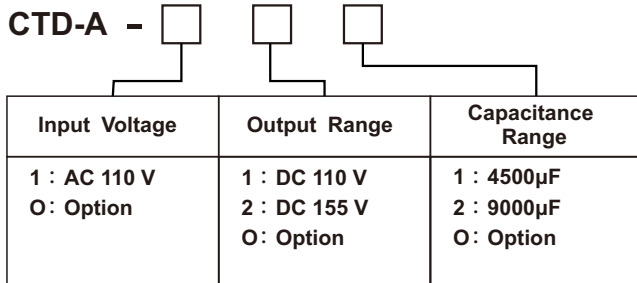 CTD-A –
Input Voltage
Output Range
Capacitance
Range
1 : AC 110 V
O: Option
1 : DC 110 V
2 : DC 155 V
O: Option
1 : 4500µF
2 : 9000µF
O: Option